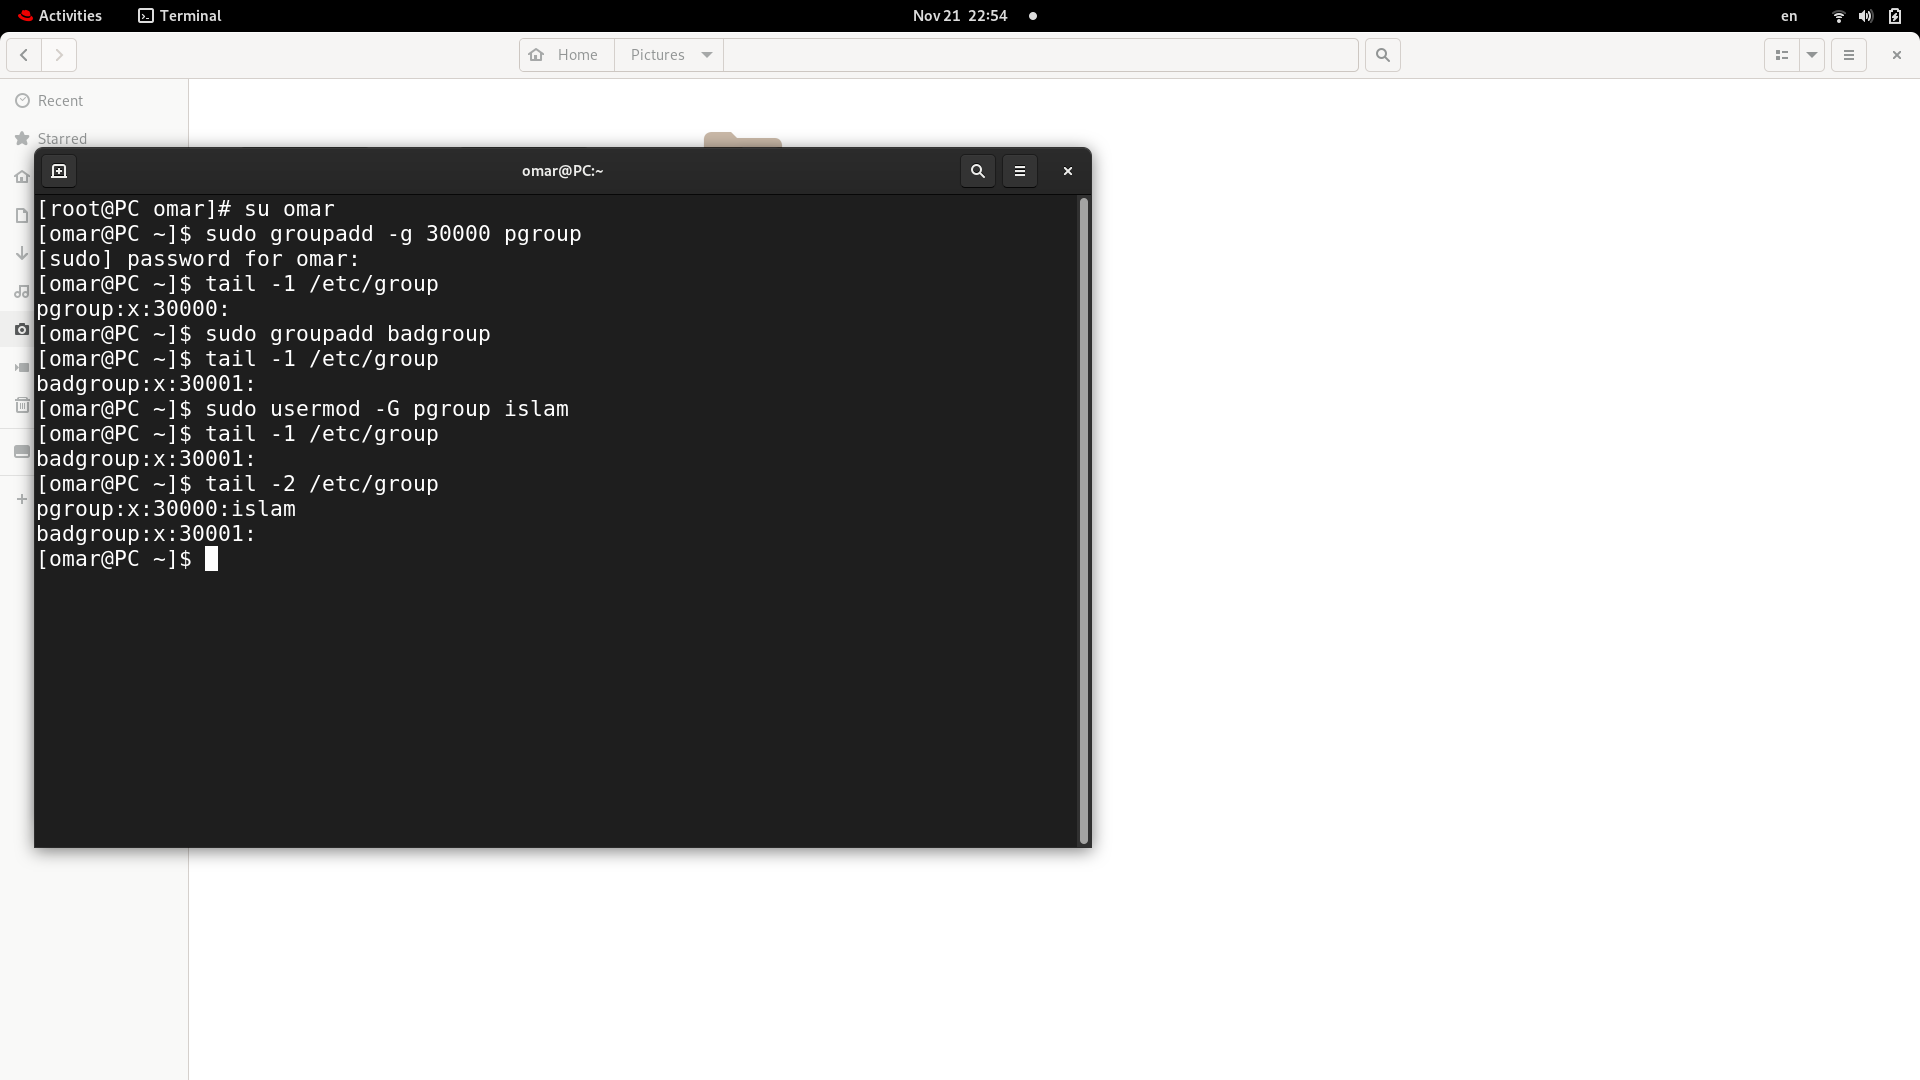 Activities Terminal Nov 21 22:54 en
Home Pictures
Recent
Starred
omar@PC:~
[root@PC omar]# su omar
[omar@PC ~]$ sudo groupadd -g 30000 pgroup
[sudo] password for omar:
[omar@PC ~]$ tail -1 /etc/group
pgroup:x:30000:
[omar@PC ~]$ sudo groupadd badgroup
[omar@PC ~]$ tail -1 /etc/group
badgroup:x:30001:
[omar@PC ~]$ sudo usermod -G pgroup islam
[omar@PC ~]$ tail -1 /etc/group
badgroup:x:30001:
[omar@PC ~]$ tail -2 /etc/group
pgroup:x:30000:islam
badgroup:x:30001:
[omar@PC ~]$